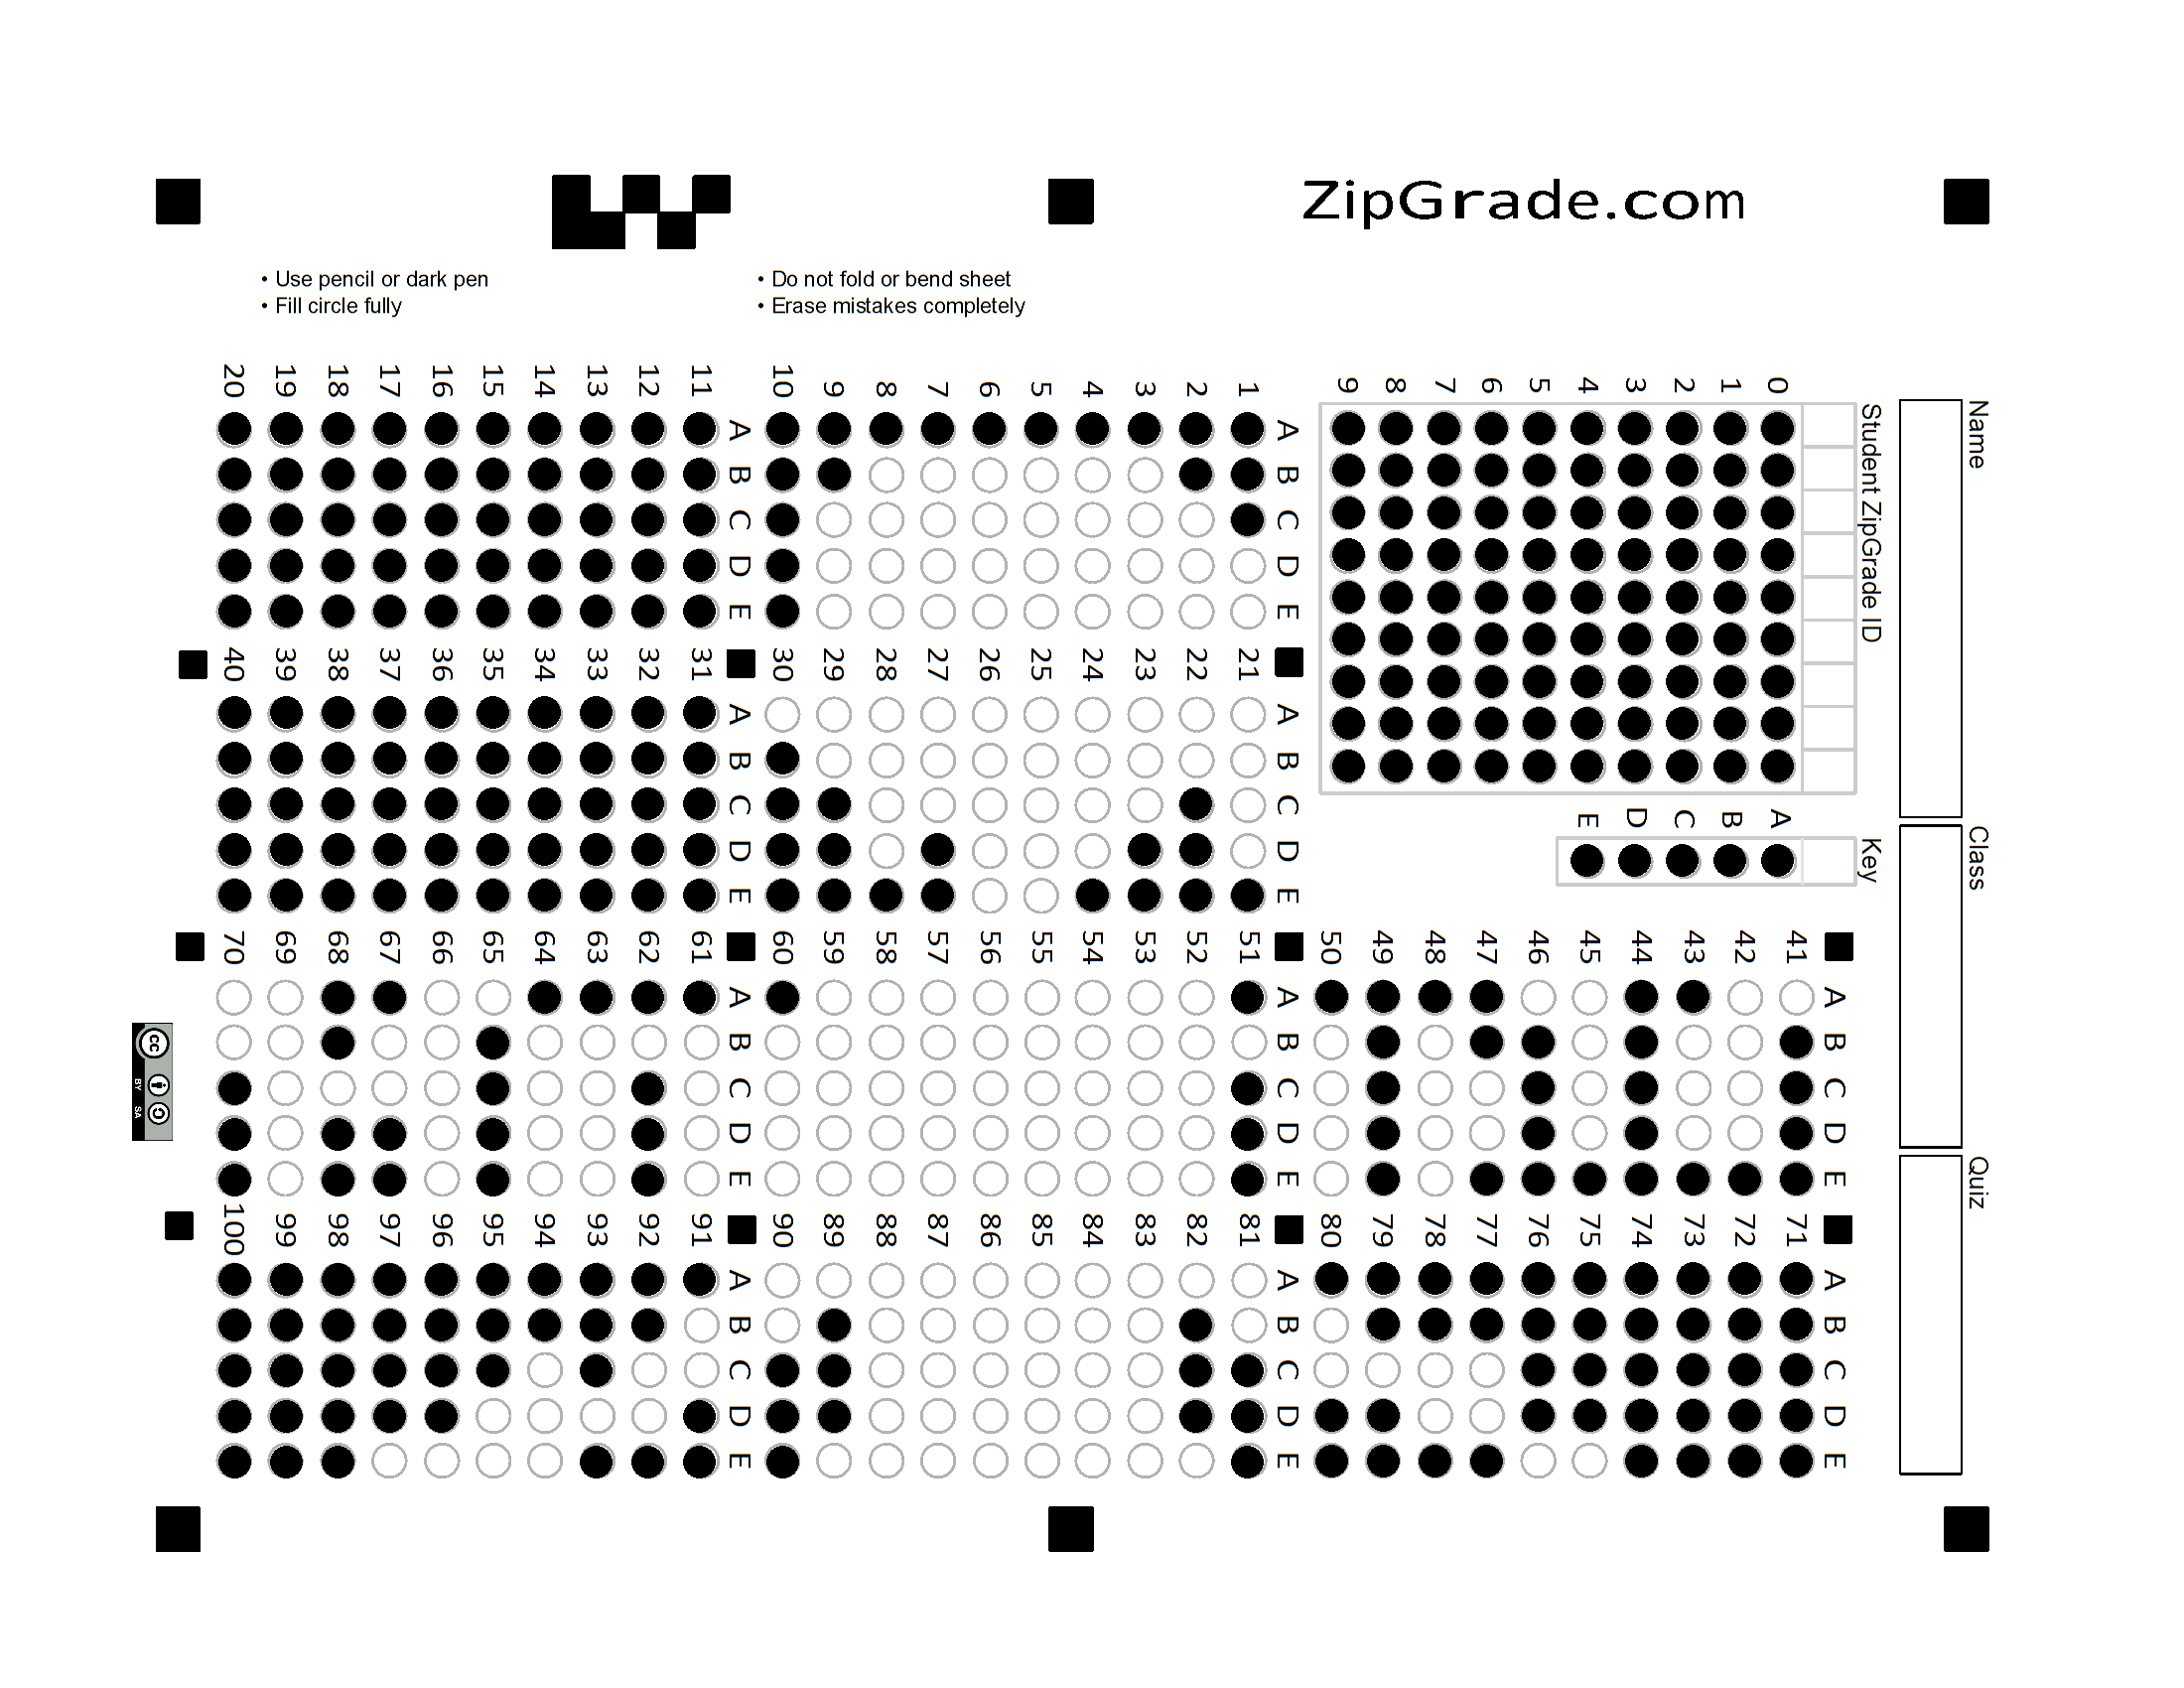 ZipGrade.com
• Use pencil or dark pen
• Fill circle fully
• Do not fold or bend sheet
• Erase mistakes completely
Name Class Quiz
Student ZipGrade ID Key
0 A
1 B
2 C
3 D
4 E
5
6
7
8
9
A B C D E A B C D E
41 71
42 72
43 73
44 74
45 75
46 76
47 77
48 78
49 79
50 80
A B C D E A B C D E A B C D E A B C D E
1 21 51 81
2 22 52 82
3 23 53 83
4 24 54 84
5 25 55 85
6 26 56 86
7 27 57 87
8 28 58 88
9 29 59 89
10 30 60 90
A B C D E A B C D E A B C D E A B C D E
11 31 61 91
12 32 62 92
13 33 63 93
14 34 64 94
15 35 65 95
16 36 66 96
17 37 67 97
18 38 68 98
19 39 69 99
20 40 70 100
cc BY SA